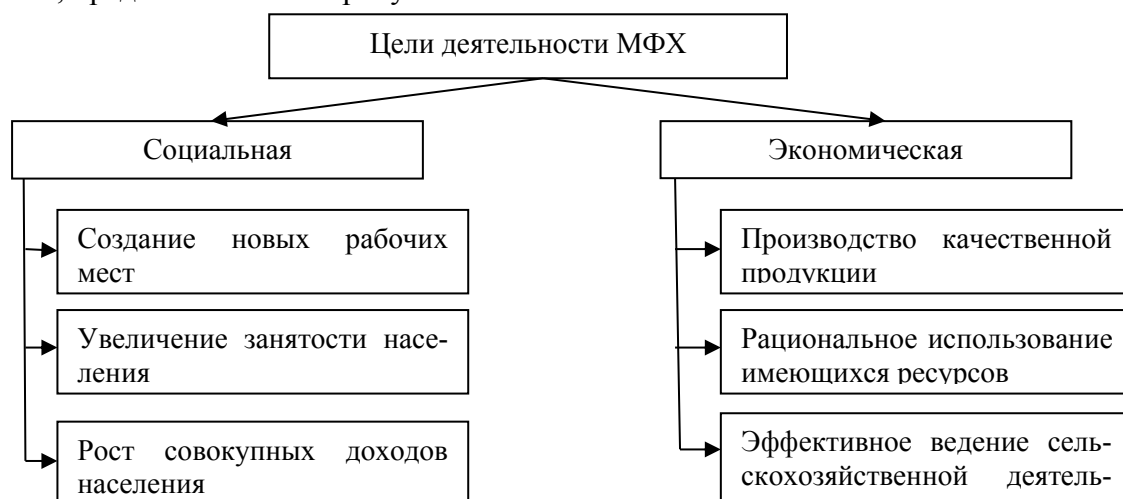 Цели деятельности МФХ
Социальная
Экономическая
Создание новых рабочих
мест
Производство качественной
продукции
Увеличение занятости насе-
ления
Рациональное использование
имеющихся ресурсов
Рост совокупных доходов
населения
Эффективное ведение сель-
скохозяйственной деятель-